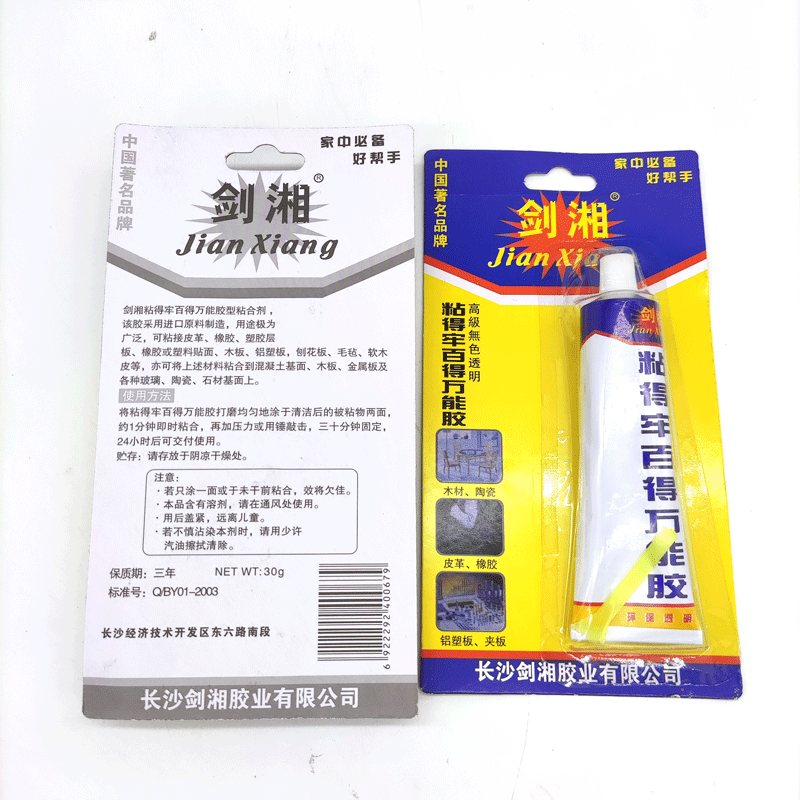 中国著名品牌
家中必备
好帮手
剑湘®
Jian Xiang
剑湘粘得牢百得万能胶型粘合剂，
该胶采用进口原料制造，用途极为
广泛，可粘接皮革、橡胶、塑胶层
板、橡胶或塑料贴面、木板、铝塑板，刨花板、毛毡、软木
皮等，亦可将上述材料粘合到混凝土基面、木板、金属板及
各种玻璃、陶瓷、石材基面上。
使用方法
将粘得牢百得万能胶打磨均匀地涂于清洁后的被粘物两面，
约1分钟即时粘合，再加压力或用锤敲击，三十分钟固定，
24小时后可交付使用。
贮存：请存放于阴凉干燥处。
注意：
·若只涂一面或于未干前粘合，效将欠佳。
·本品含有溶剂，请在通风处使用。
·用后盖紧，远离儿童。
·若不慎沾染本剂时，请用少许
汽油擦拭清除。
保质期：三年 NET WT:30g
标准号：Q/BY01-2003
长沙经济技术开发区东六路南段
6922292400679
长沙剑湘胶业有限公司
中国著名品牌
家中必备
好帮手
剑湘®
Jian Xiang
高級無色透明
粘得牢百得万能胶
木材、陶瓷
皮革、橡胶
铝塑板、夹板
剑湘
Jian Xiang
粘得牢百得万能胶
环保透明
长沙剑湘胶业有限公司